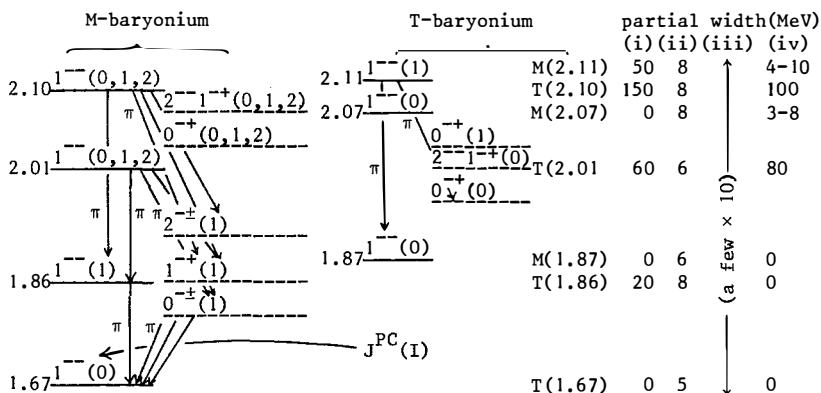 M-baryonium T-baryonium partial width(MeV)
(i) (ii) (iii) (iv)
2.10 1^--(0,1,2)
2^--1^-+(0,1,2)
π
0^-+(0,1,2)
2.01 1^--(0,1,2)
π π π π
2^-±(1)
1.86 1^--(1)
1^-+(1)
0^-±(1)
π π
1.67 1^--(0)
J^PC(I)
2.11 1^--(1)
2.07 1^--(0)
π
0^-+(1)
2^--1^-+(0)
π
0^-+(0)
1.87 1^--(0)
M(2.11) 50 8 4-10
T(2.10) 150 8 100
M(2.07) 0 8 3-8
T(2.01 60 6 80
M(1.87) 0 6 0
T(1.86) 20 8 0
T(1.67) 0 5 0
(a few × 10)